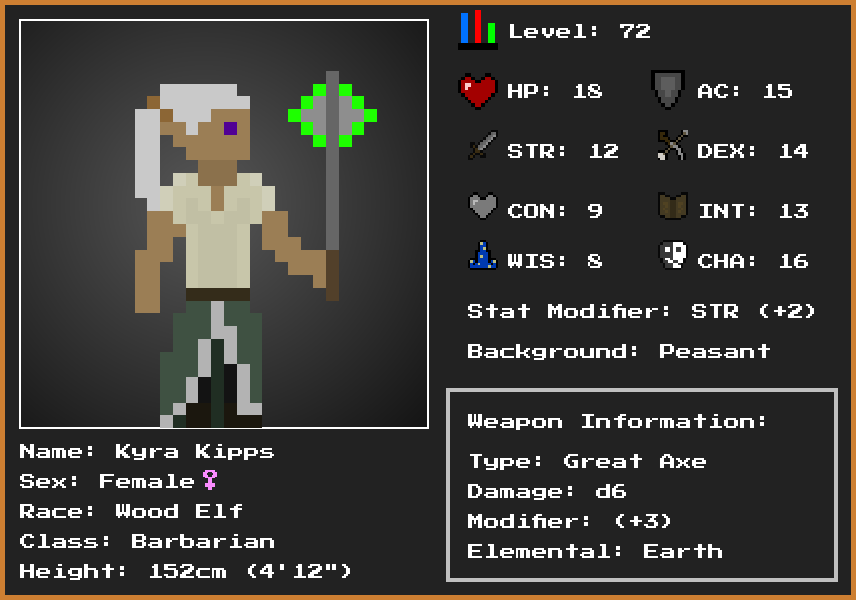 Level: 72
HP: 18
AC: 15
STR: 12
DEX: 14
CON: 9
INT: 13
WIS: 8
CHA: 16
Stat Modifier: STR (+2)
Background: Peasant
Name: Kyra Kipps
Sex: Female♀
Race: Wood Elf
Class: Barbarian
Height: 152cm (4'12")
Weapon Information:
Type: Great Axe
Damage: d6
Modifier: (+3)
Elemental: Earth